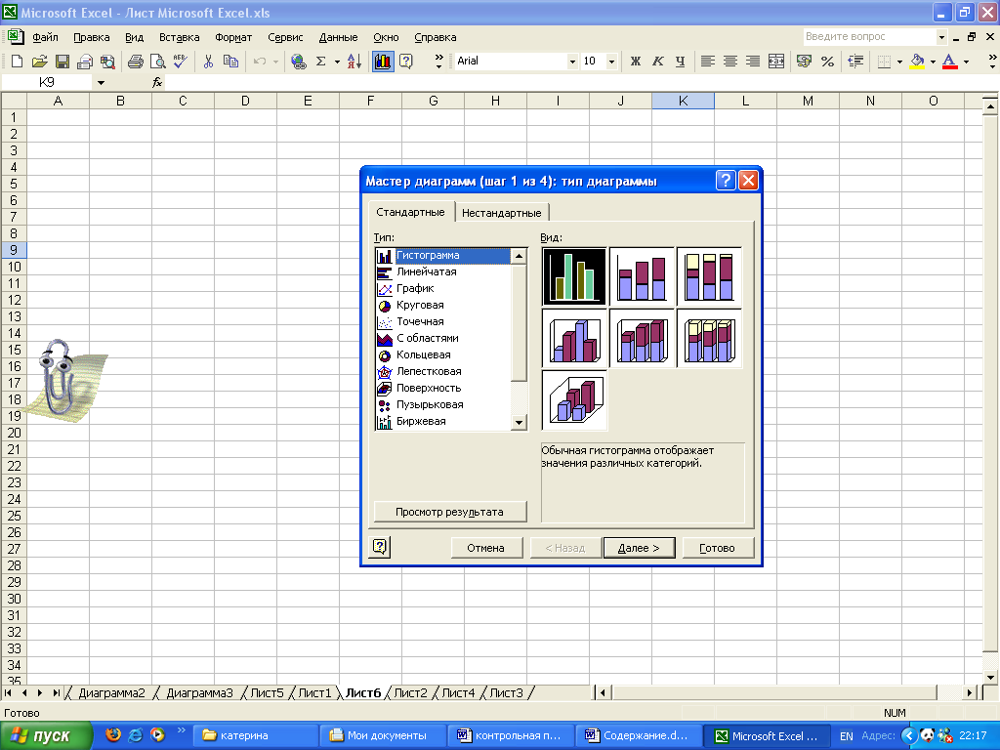 Microsoft Excel - Лист Microsoft Excel.xls
Файл Правка Вид Вставка Формат Сервис Данные Окно Справка Введите вопрос
Arial 10 Ж К Ч
K9 fx
A B C D E F G H I J K L M N O
1
2
3
4
5
6
7
8
9
10
11
12
13
14
15
16
17
18
19
20
21
22
23
24
25
26
27
28
29
30
31
32
33
34
35
Мастер диаграмм (шаг 1 из 4): тип диаграммы
Стандартные Нестандартные
Тип: Вид:
Гистограмма
Линейчатая
График
Круговая
Точечная
С областями
Кольцевая
Лепестковая
Поверхность
Пузырьковая
Биржевая
Обычная гистограмма отображает
значения различных категорий.
Просмотр результата
Отмена < Назад Далее > Готово
Диаграмма2 Диаграмма3 Лист5 Лист1 Лист6 Лист2 Лист4 Лист3
Готово NUM
пуск катерина Мои документы контрольная п... Содержание.d... Microsoft Excel ... EN Адрес: 22:17